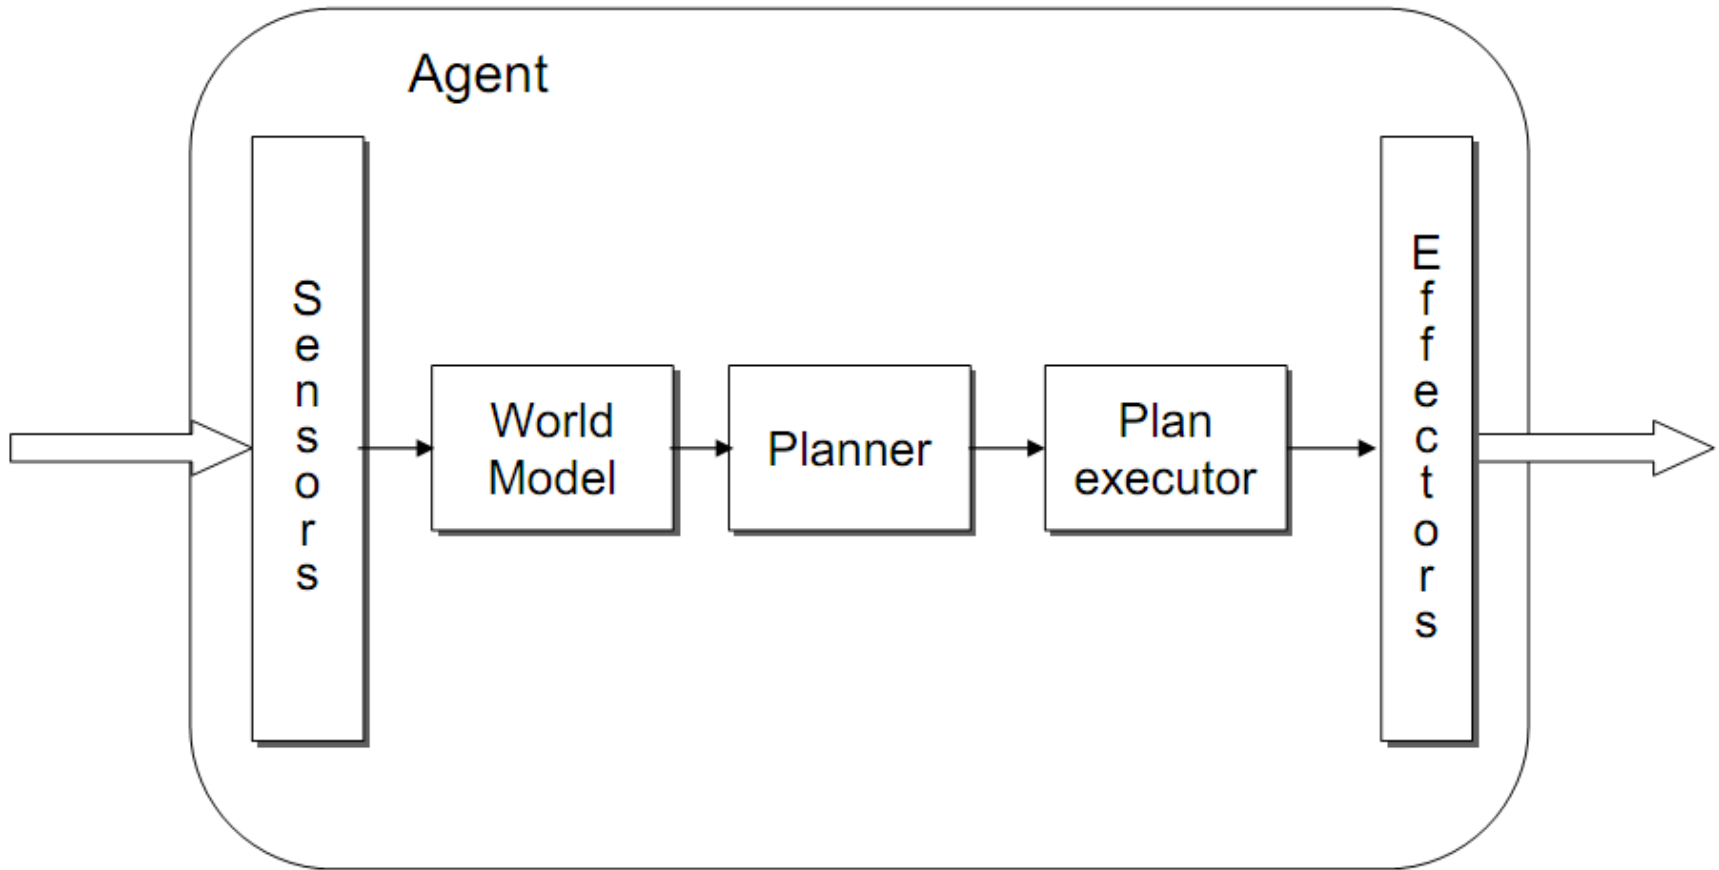 Agent
Sensors
World
Model
Planner
Plan
executor
Effectors